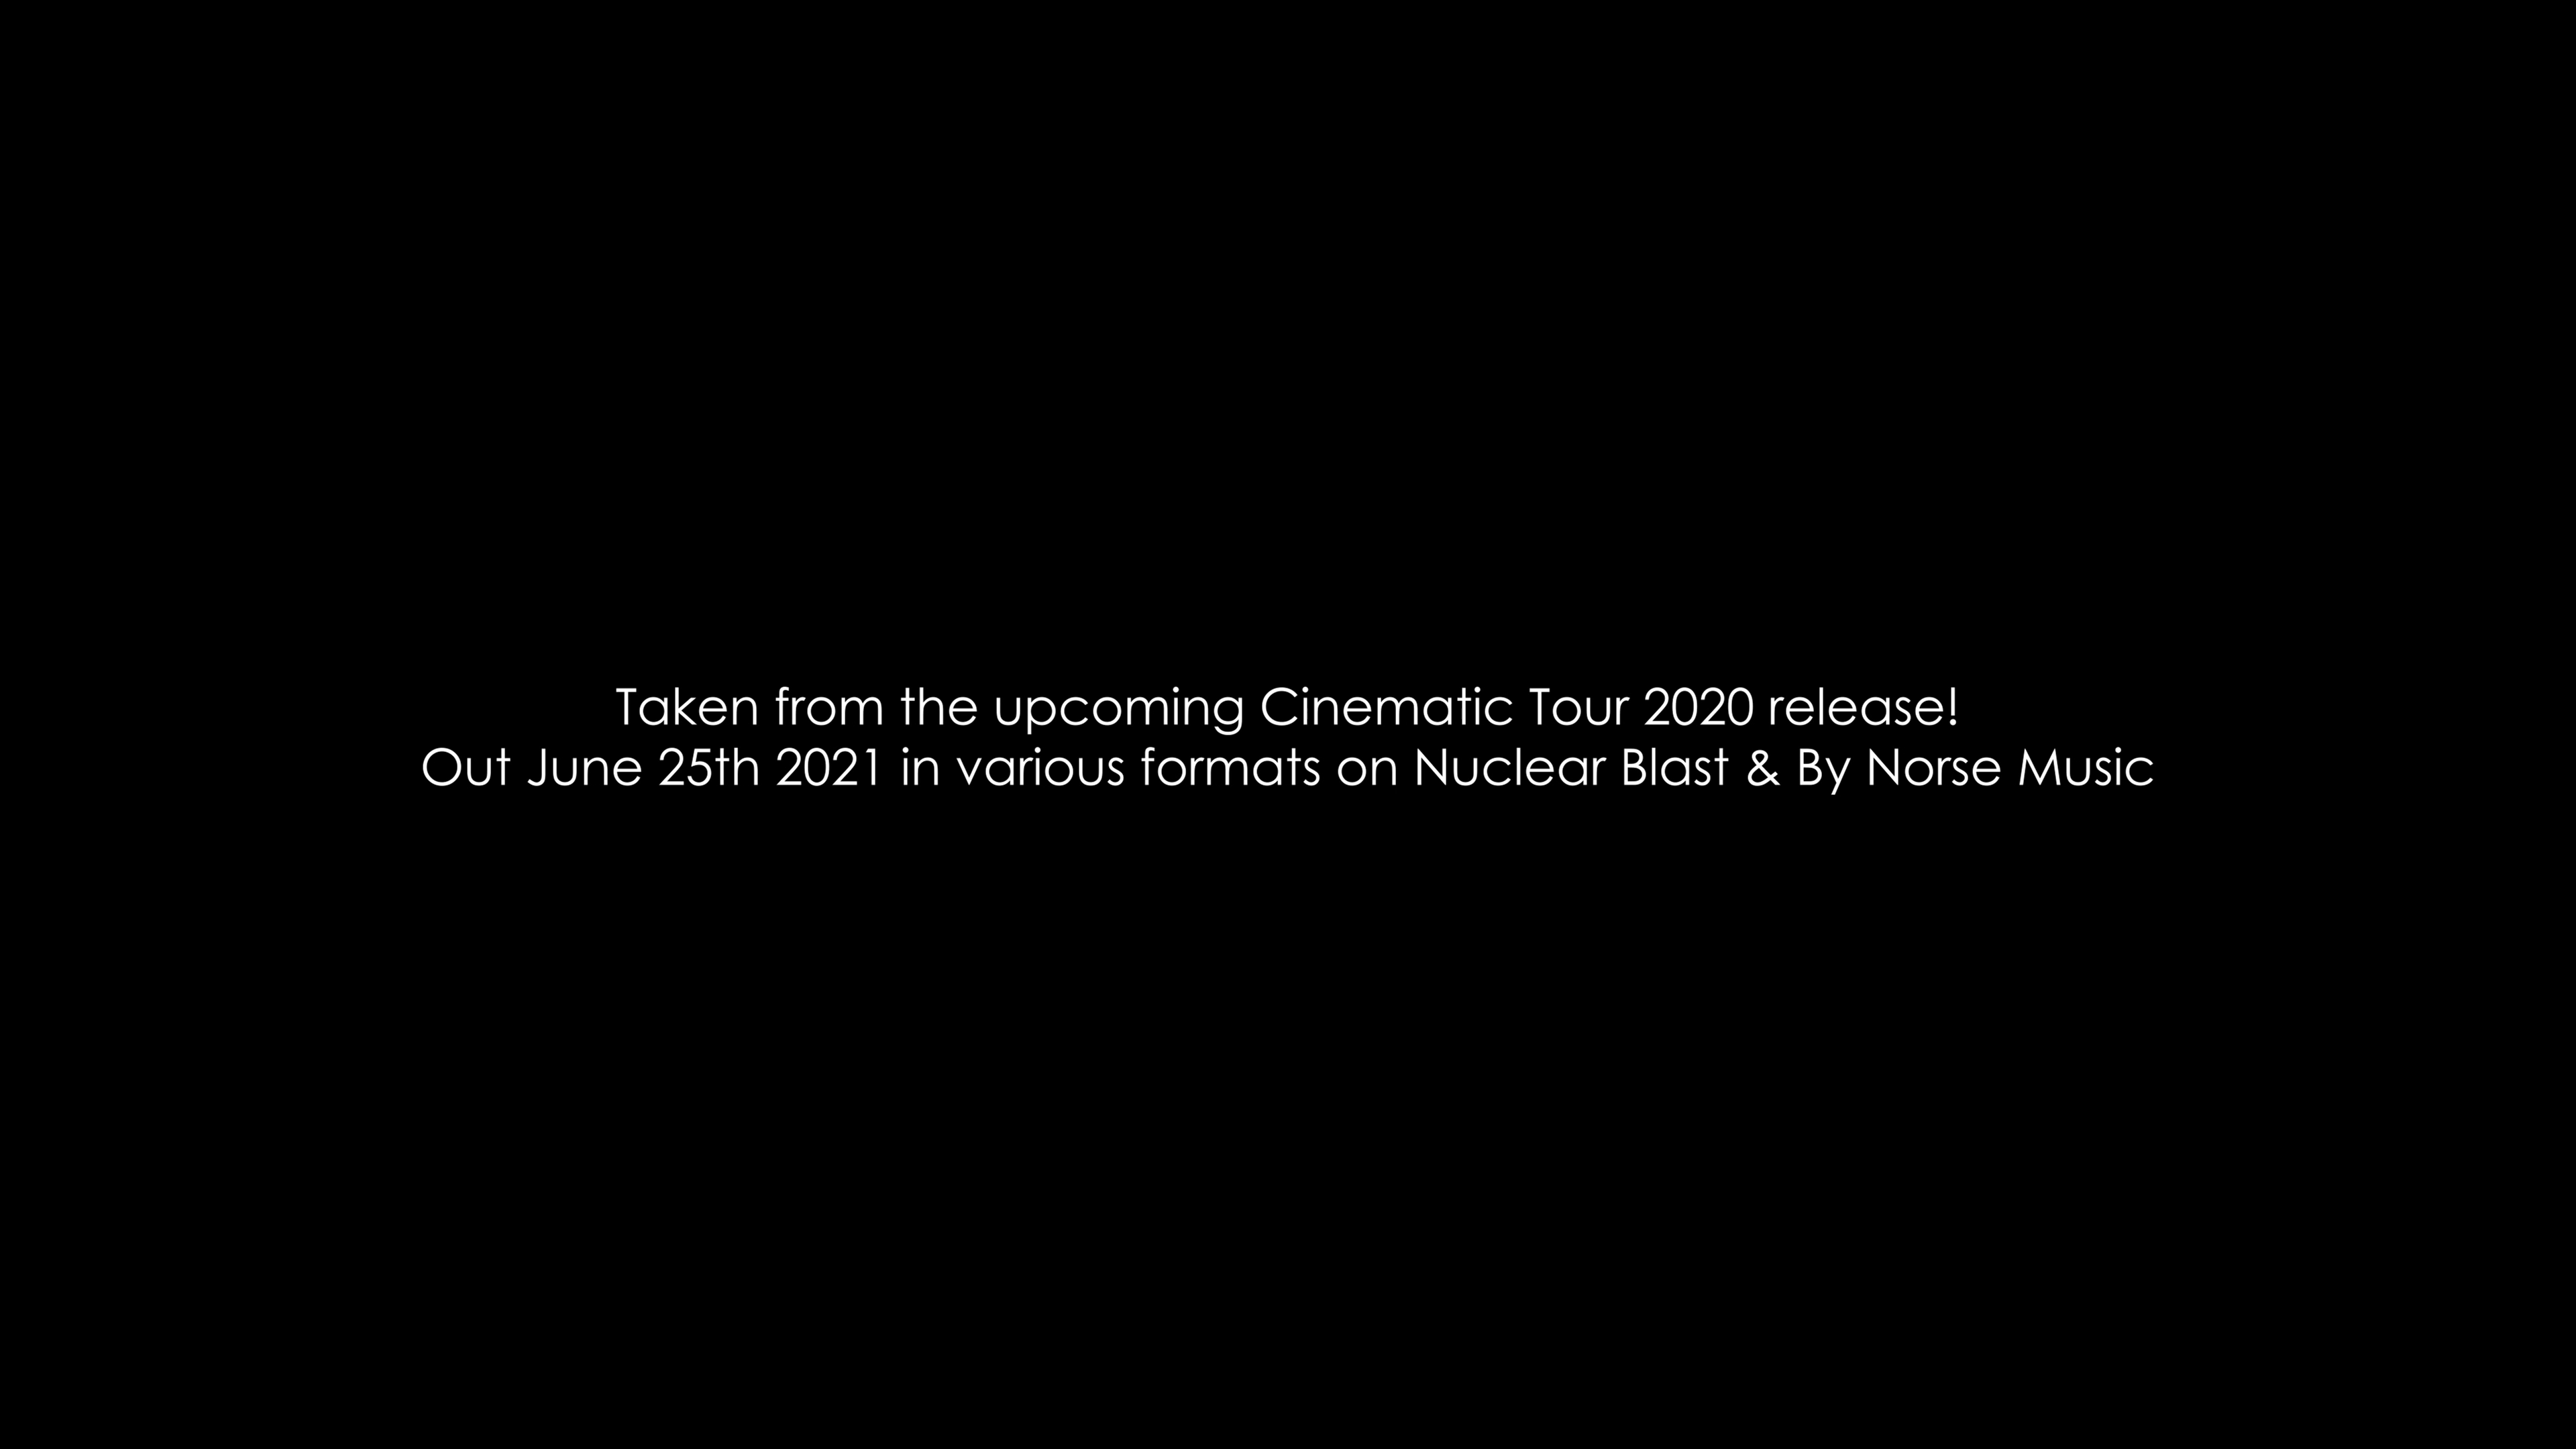 Taken from the upcoming Cinematic Tour 2020 release!
Out June 25th 2021 in various formats on Nuclear Blast & By Norse Music